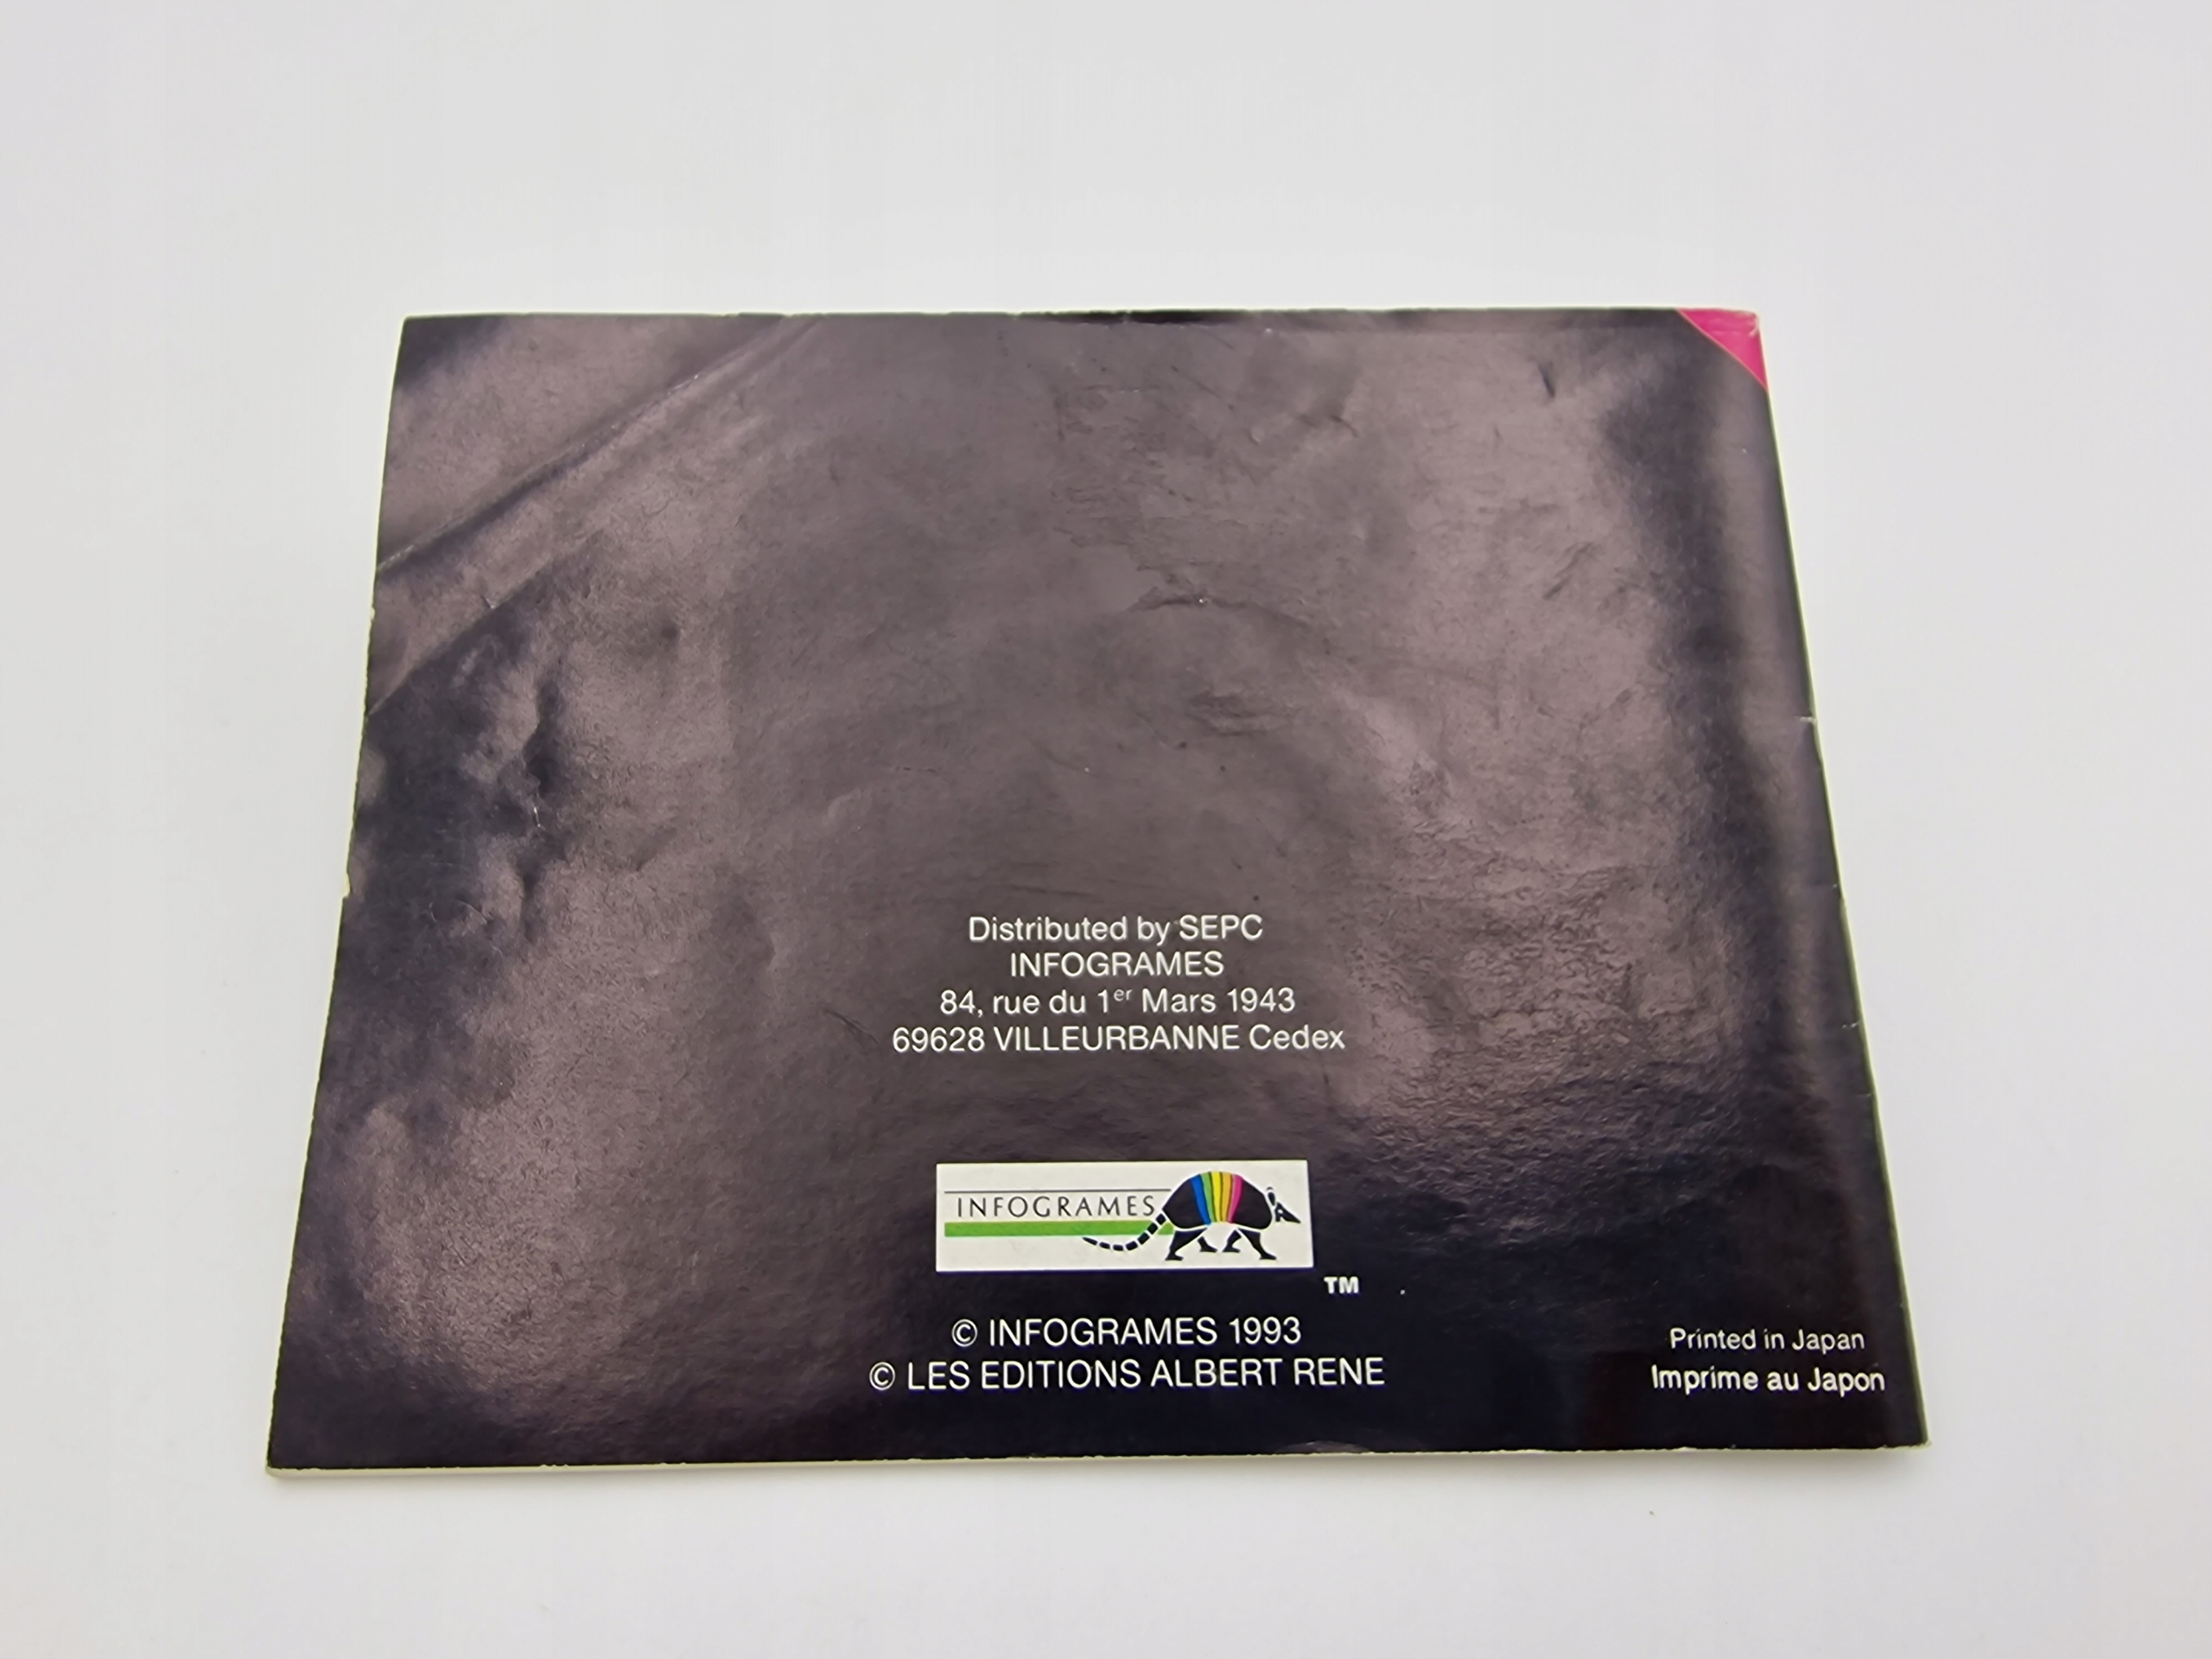 Distributed by SEPC
INFOGRAMES
84, rue du 1er Mars 1943
69628 VILLEURBANNE Cedex
INFOGRAMES
TM
© INFOGRAMES 1993
© LES EDITIONS ALBERT RENE
Printed in Japan
Imprime au Japon